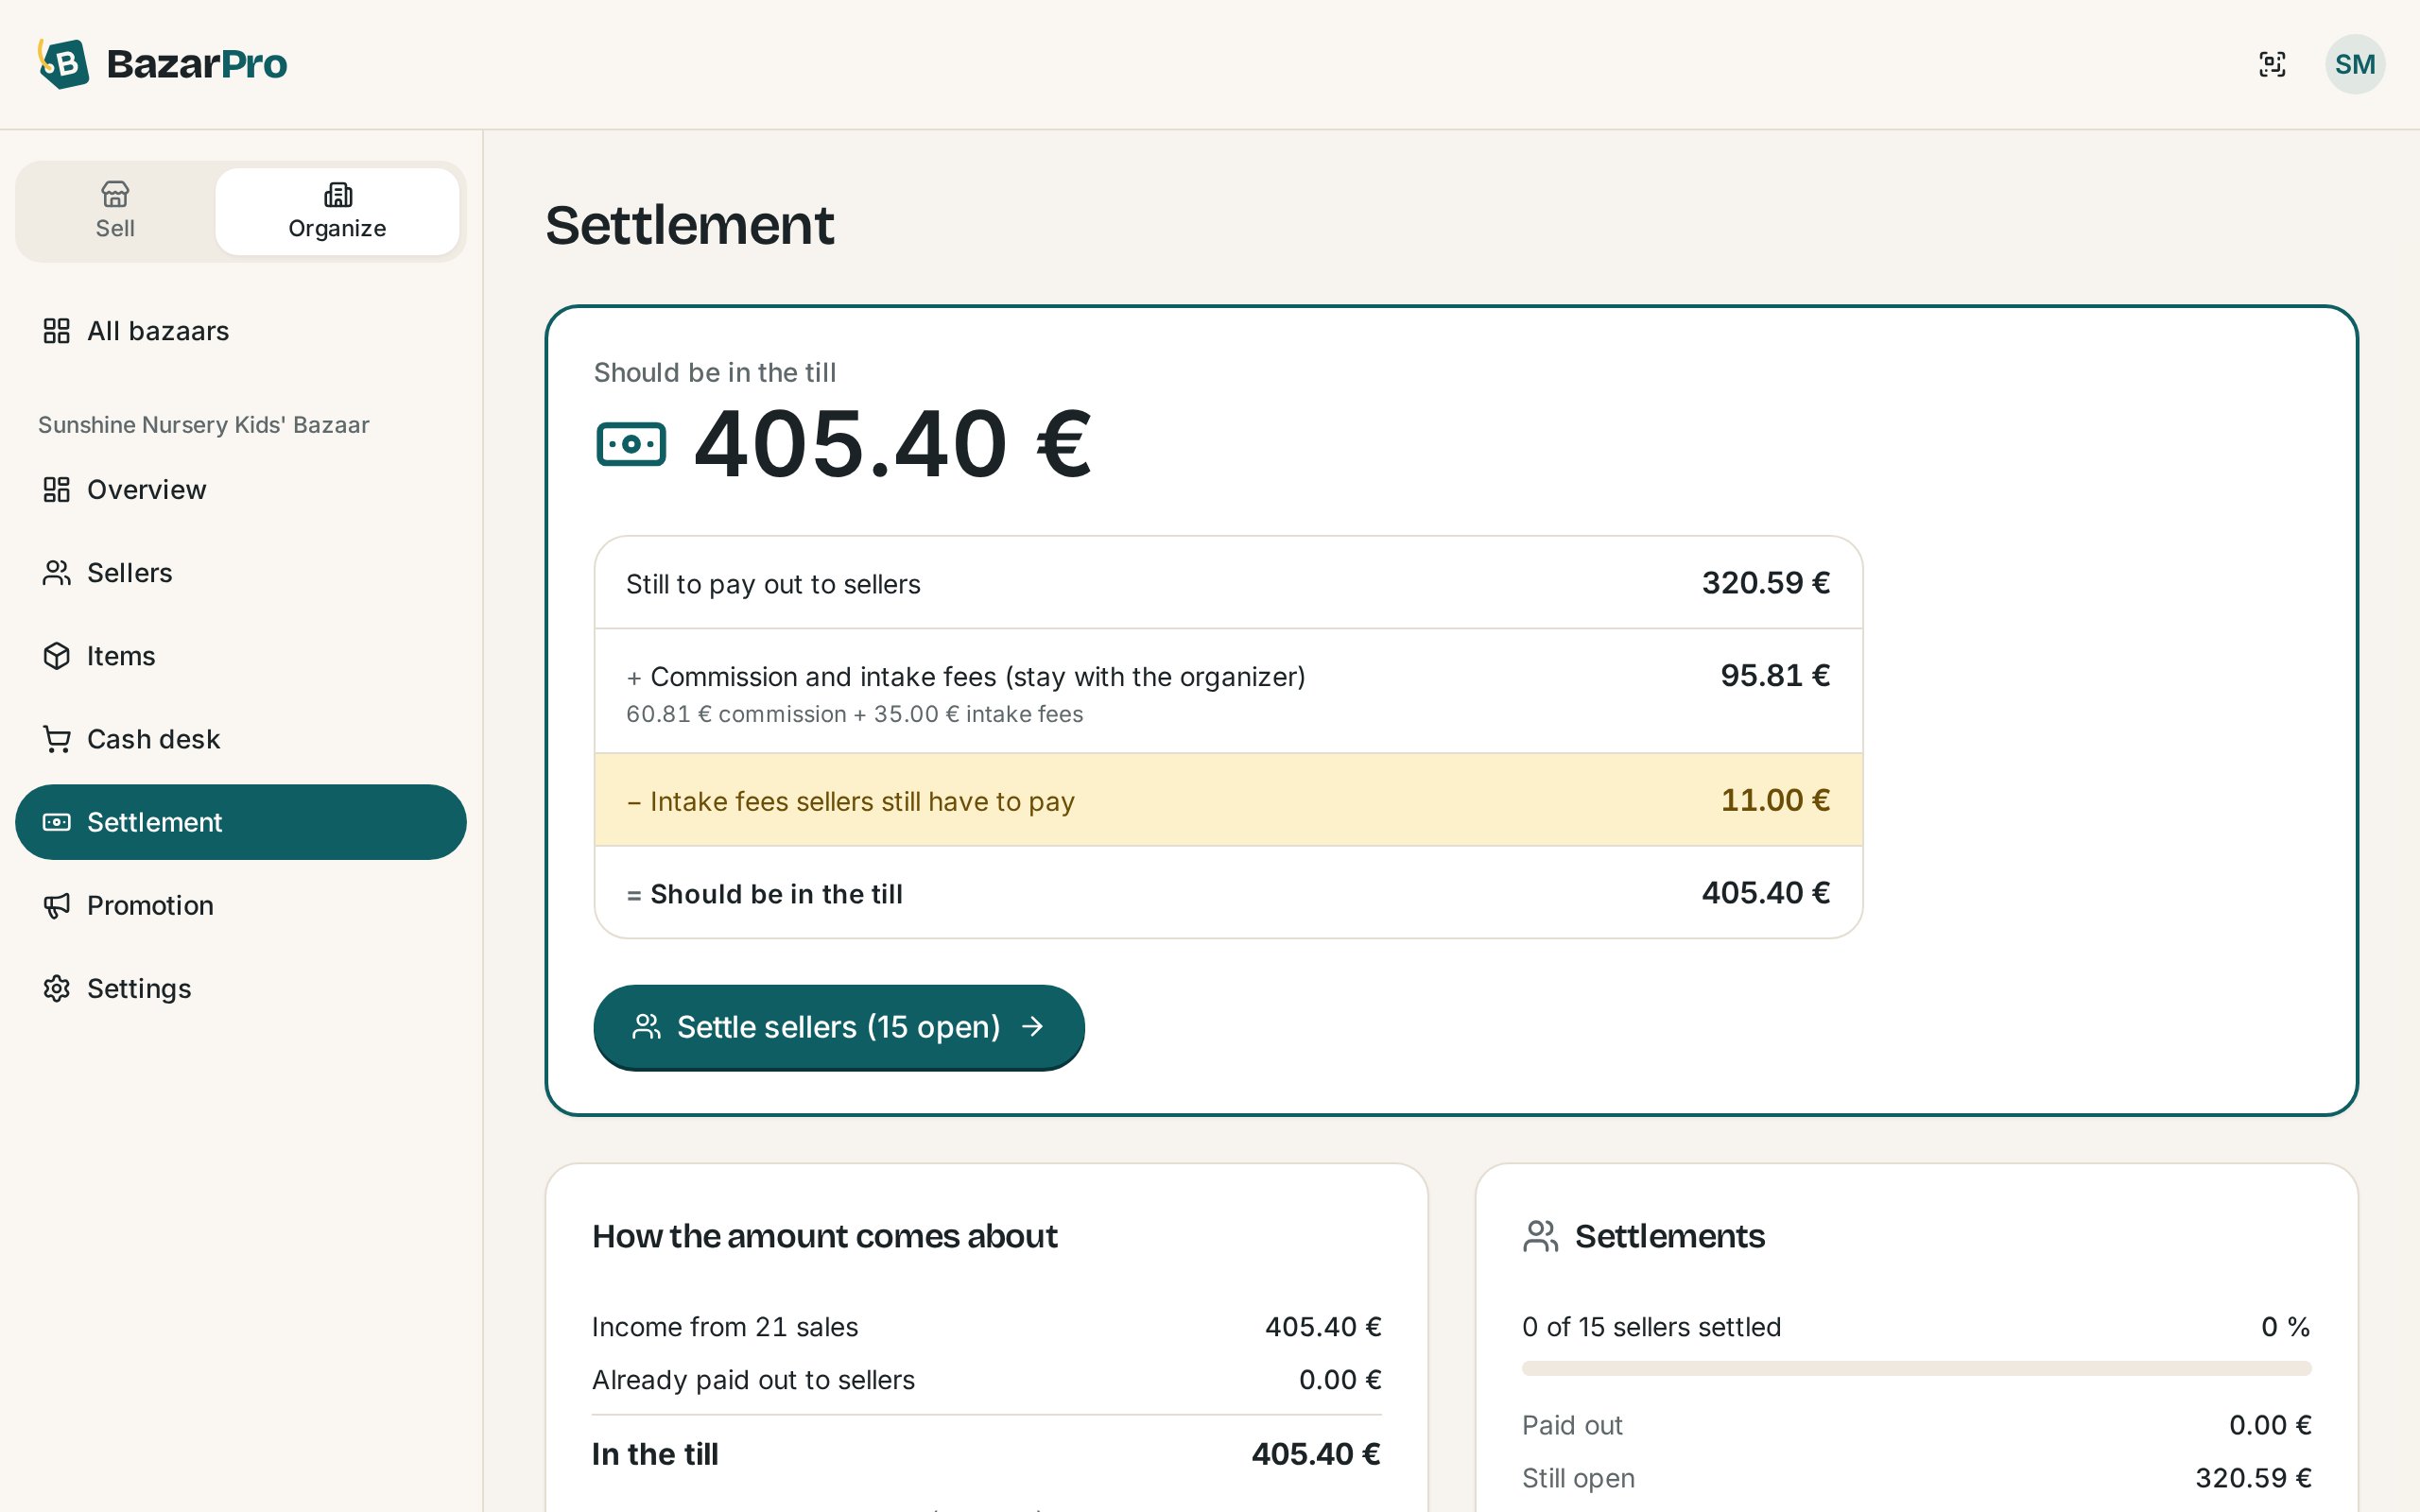 B BazarPro
SM
Sell
Organize
All bazaars
Sunshine Nursery Kids' Bazaar
Overview
Sellers
Items
Cash desk
Settlement
Promotion
Settings
Settlement
Should be in the till
405.40 €
Still to pay out to sellers 320.59 €
+ Commission and intake fees (stay with the organizer) 95.81 €
60.81 € commission + 35.00 € intake fees
− Intake fees sellers still have to pay 11.00 €
= Should be in the till 405.40 €
Settle sellers (15 open) →
How the amount comes about
Income from 21 sales 405.40 €
Already paid out to sellers 0.00 €
In the till 405.40 €
Settlements
0 of 15 sellers settled 0 %
Paid out 0.00 €
Still open 320.59 €